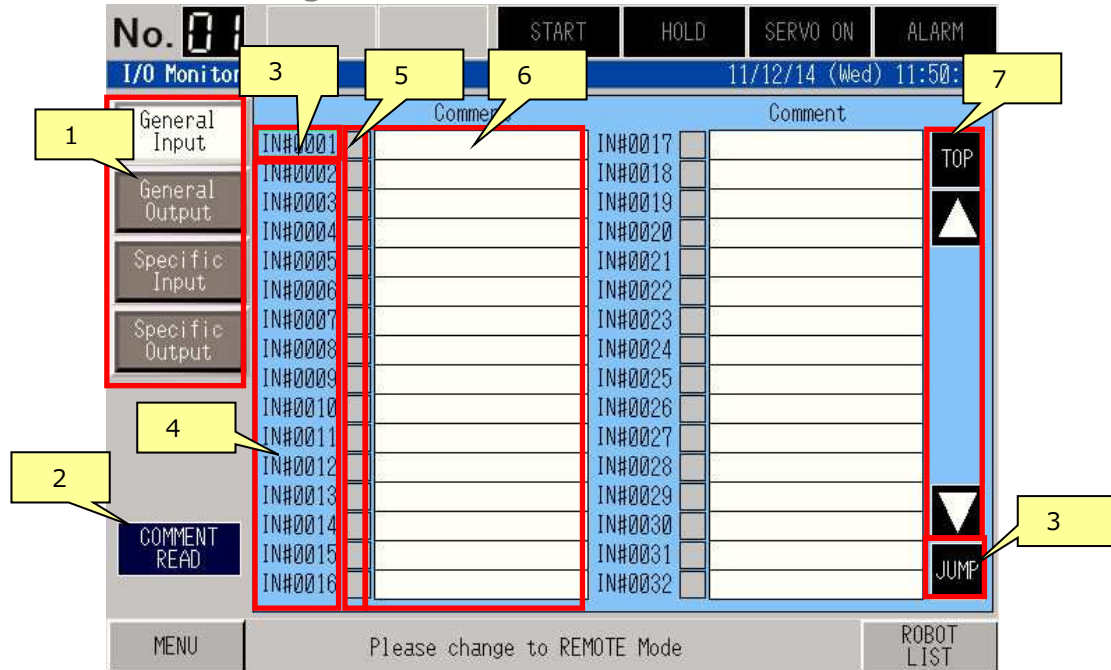 No. 01 START HOLD SERVO ON ALARM
I/O Monitor 11/12/14 (Wed) 11:50:
3 5 6 7
Comment Comment
General
Input
1
General
Output
Specific
Input
Specific
Output
4
2
COMMENT
READ
IN#0001 IN#0017
IN#0002 IN#0018
IN#0003 IN#0019
IN#0004 IN#0020
IN#0005 IN#0021
IN#0006 IN#0022
IN#0007 IN#0023
IN#0008 IN#0024
IN#0009 IN#0025
IN#0010 IN#0026
IN#0011 IN#0027
IN#0012 IN#0028
IN#0013 IN#0029
IN#0014 IN#0030
IN#0015 IN#0031
IN#0016 IN#0032
TOP
3
JUMP
MENU Please change to REMOTE Mode ROBOT
LIST